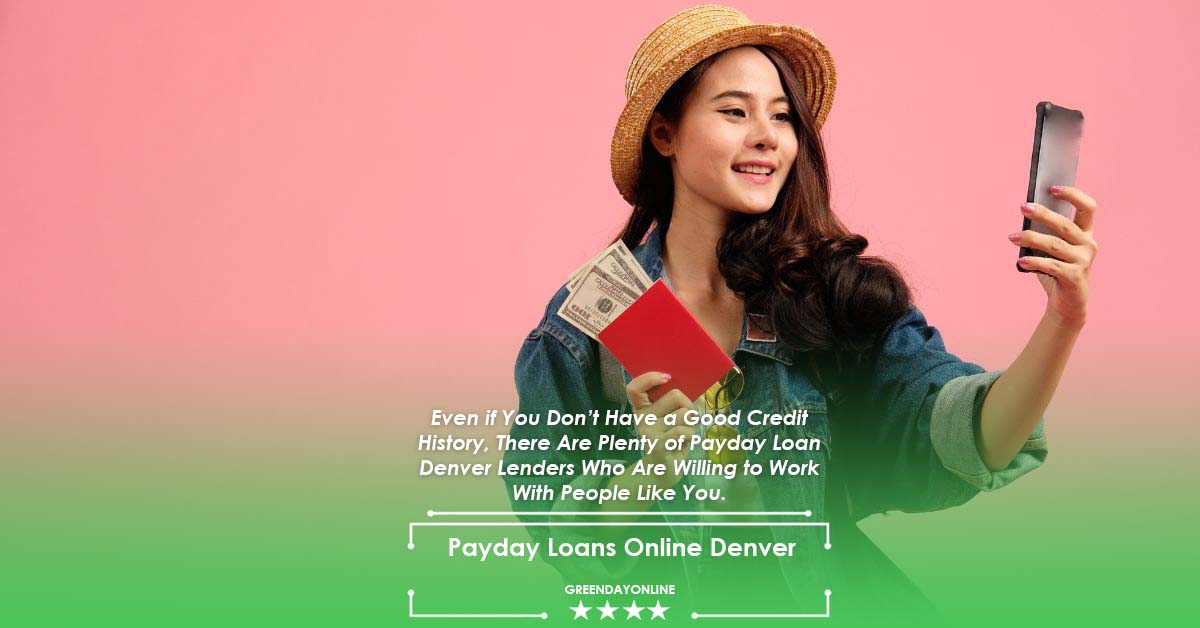 Even if You Don’t Have a Good Credit
History, There Are Plenty of Payday Loan
Denver Lenders Who Are Willing to Work
With People Like You.
Payday Loans Online Denver
GREENDAYONLINE
100